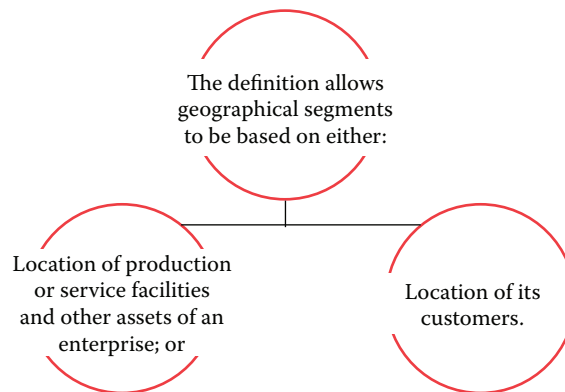 The definition allows
geographical segments
to be based on either:
Location of production
or service facilities
and other assets of an
enterprise; or
Location of its
customers.